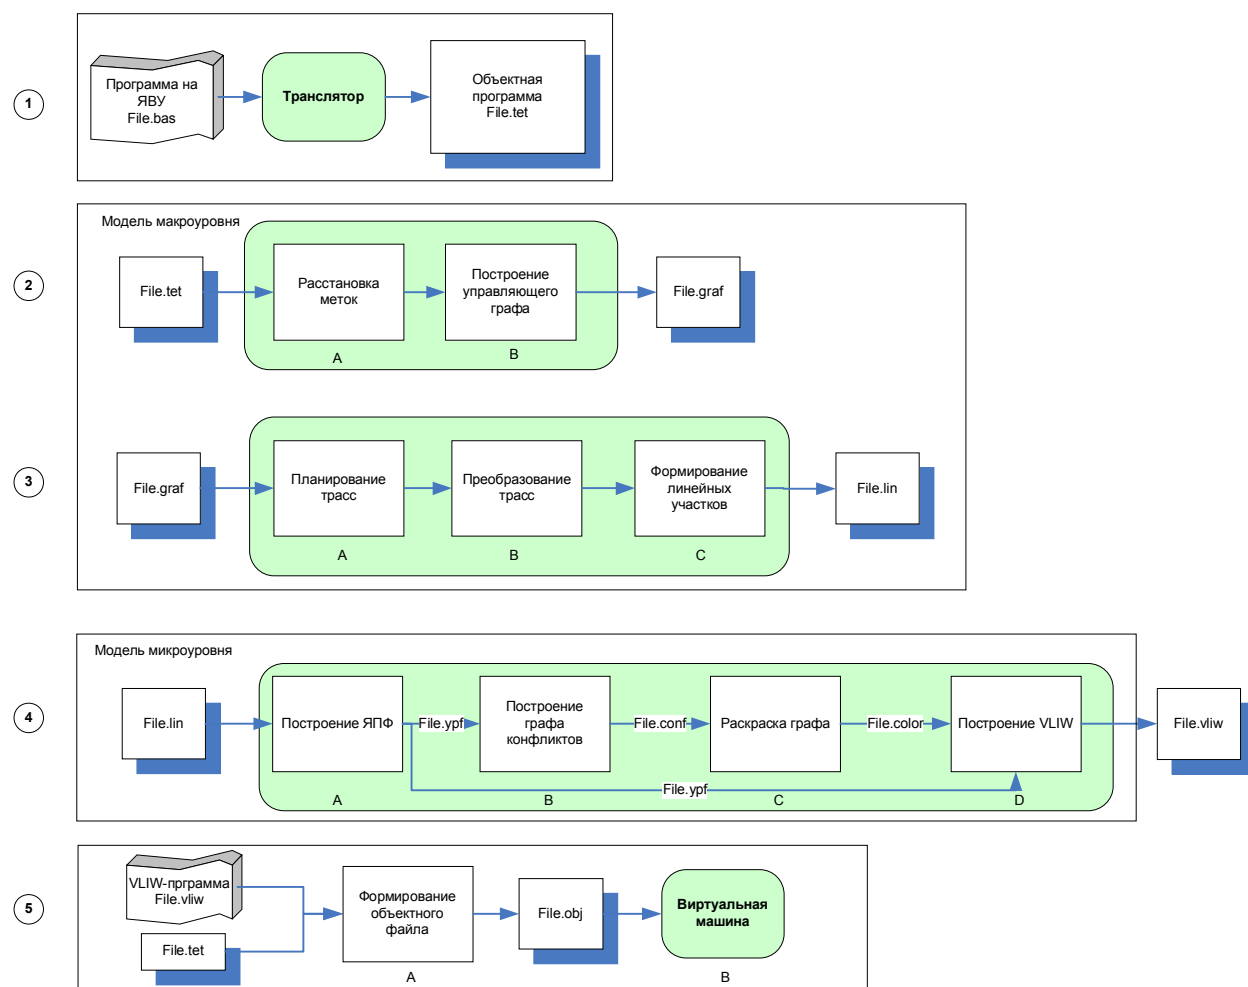 1
Программа на
ЯВУ
File.bas
Транслятор
Объектная
программа
File.tet
Модель макроуровня
2
File.tet
Расстановка
меток
A
Построение
управляющего
графа
B
File.graf
3
File.graf
Планирование
трасс
A
Преобразование
трасс
B
Формирование
линейных
участков
C
File.lin
Модель микроуровня
4
File.lin
Построение ЯПФ
A
File.ypf
Построение
графа
конфликтов
B
File.conf
Раскраска графа
C
File.color
Построение VLIW
D
File.ypf
File.vliw
5
VLIW-прграмма
File.vliw
File.tet
Формирование
объектного
файла
A
File.obj
Виртуальная
машина
B